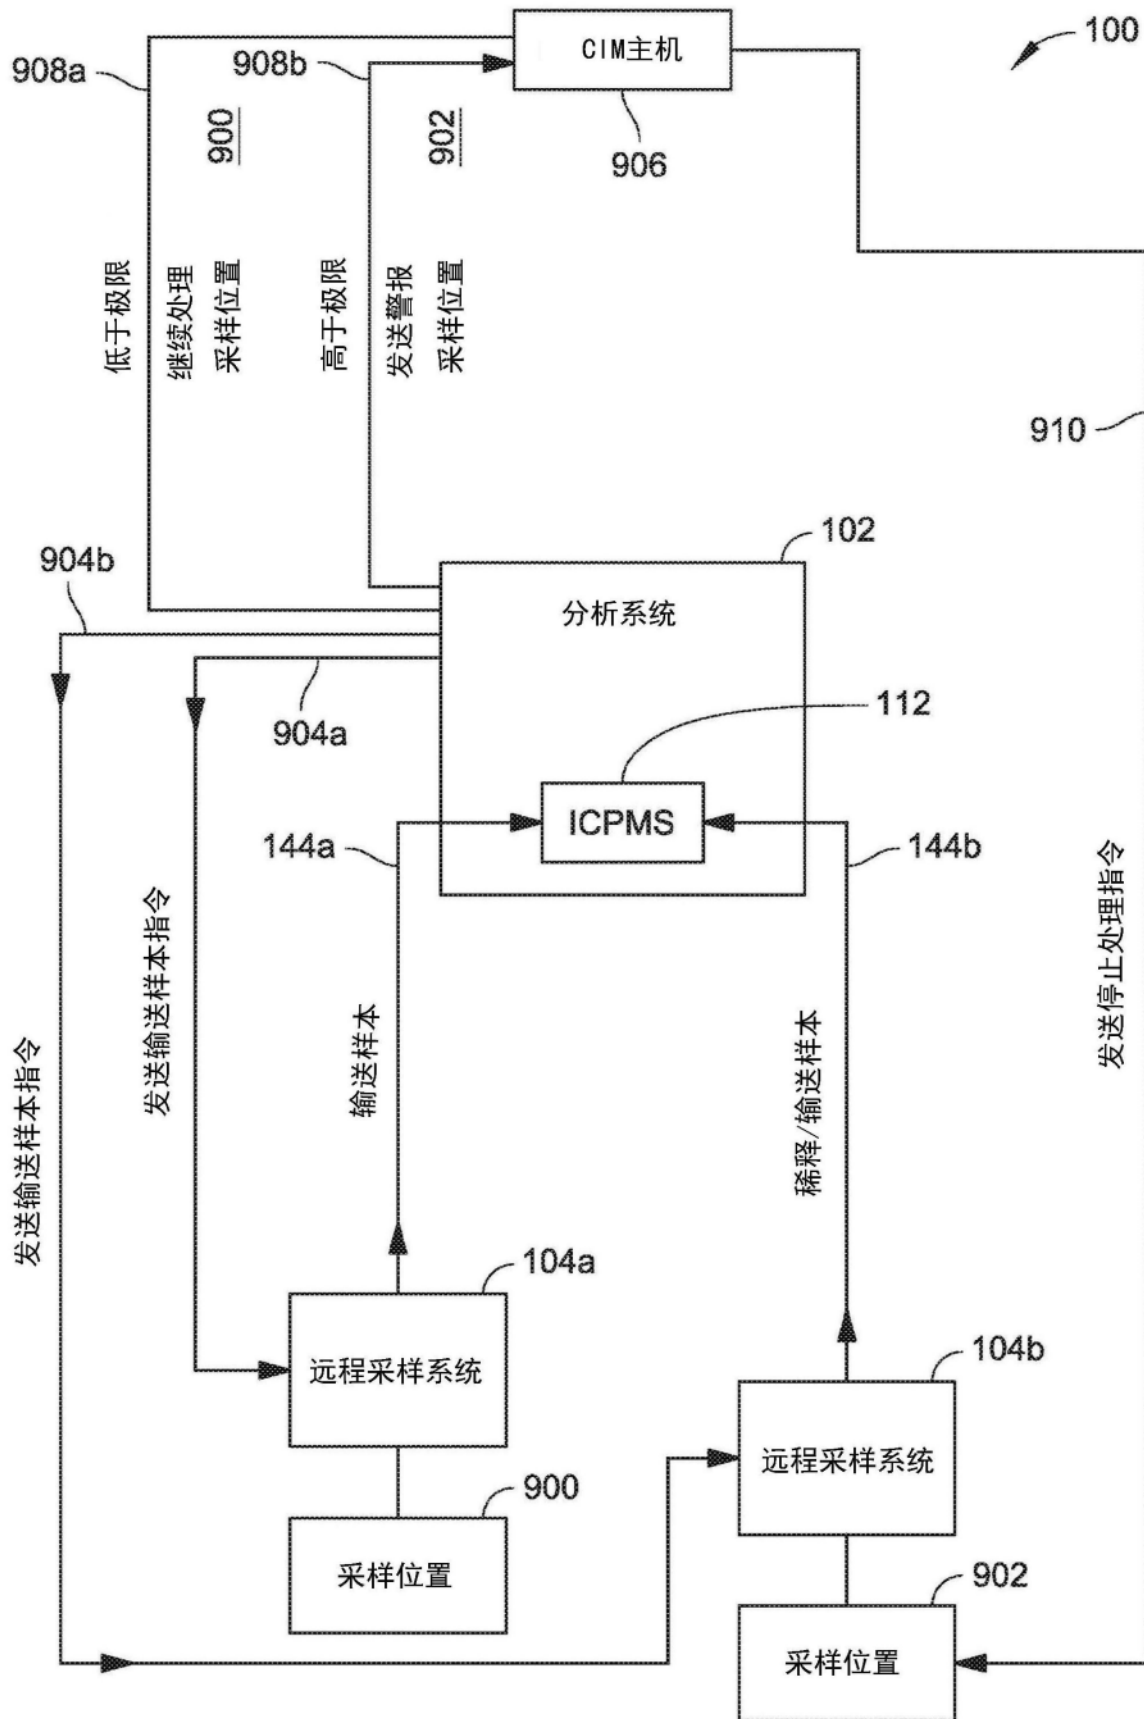 CIM主机
100
908a
908b
900
902
906
低于极限
继续处理
采样位置
高于极限
发送警报
采样位置
910
102
904b
分析系统
904a
112
ICPMS
144a
144b
发送输送样本指令
发送输送样本指令
输送样本
稀释/输送样本
发送停止处理指令
104a
远程采样系统
104b
远程采样系统
900
采样位置
902
采样位置